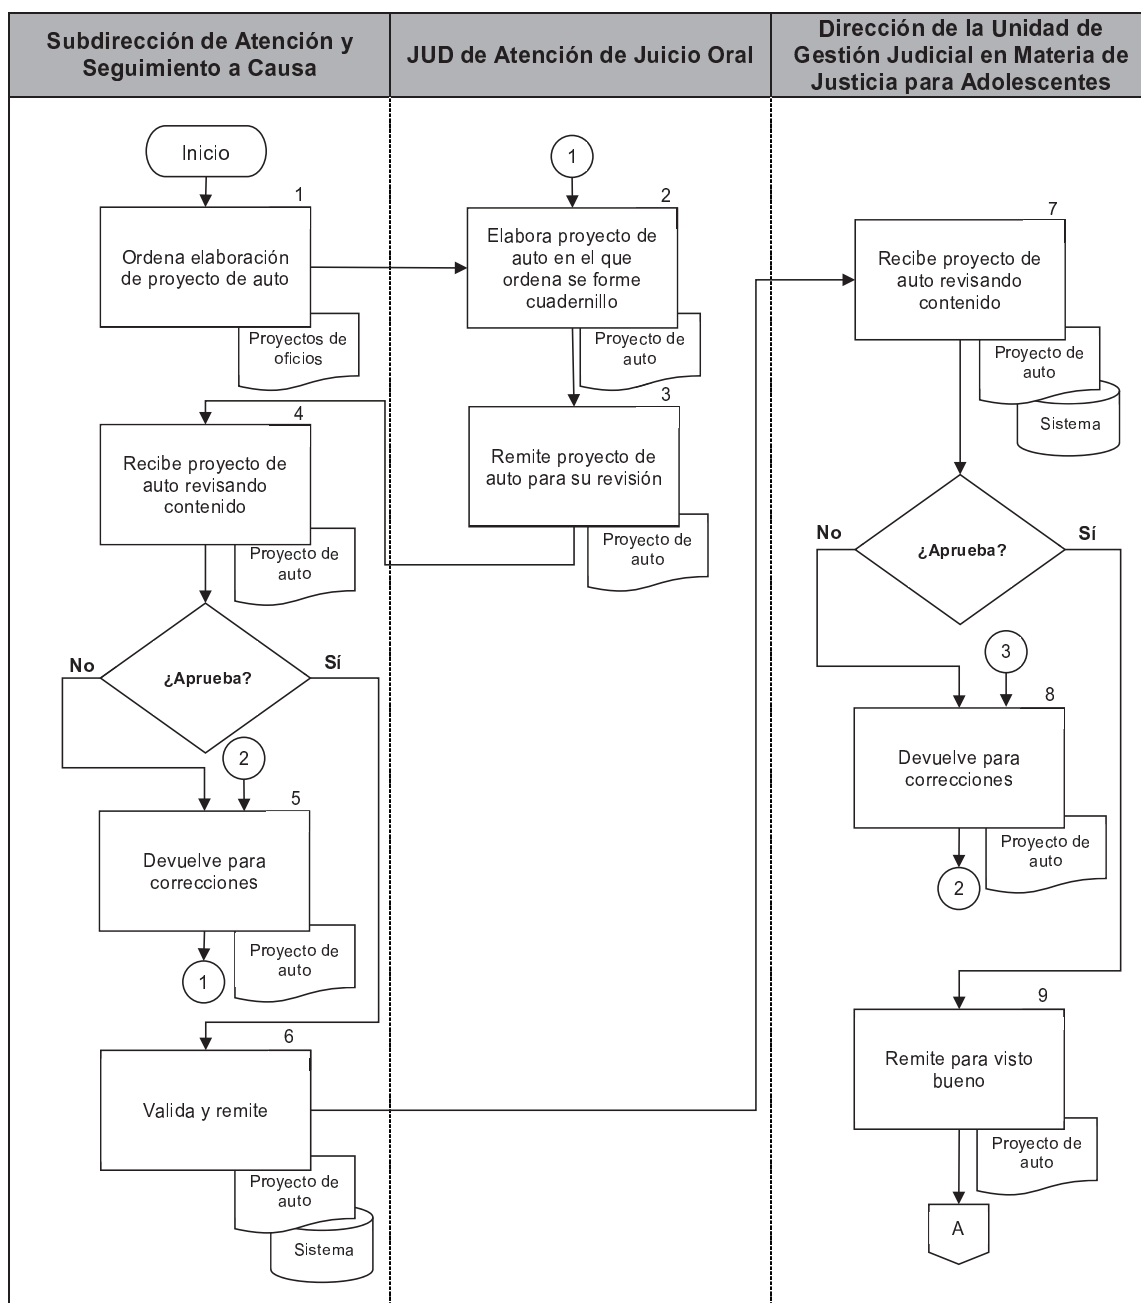 Subdirección de Atención y
Seguimiento a Causa
JUD de Atención de Juicio Oral
Dirección de la Unidad de
Gestión Judicial en Materia de
Justicia para Adolescentes
Inicio
1
Ordena elaboración
de proyecto de auto
Proyectos de
oficios
4
Recibe proyecto de
auto revisando
contenido
Proyecto de
auto
¿Aprueba?
No
Sí
2
5
Devuelve para
correcciones
Proyecto de
auto
1
6
Valida y remite
Proyecto de
auto
Sistema
1
2
Elabora proyecto de
auto en el que
ordena se forme
cuadernillo
Proyecto de
auto
3
Remite proyecto de
auto para su revisión
Proyecto de
auto
7
Recibe proyecto de
auto revisando
contenido
Proyecto de
auto
Sistema
No
Sí
¿Aprueba?
3
8
Devuelve para
correcciones
Proyecto de
auto
2
9
Remite para visto
bueno
Proyecto de
auto
A